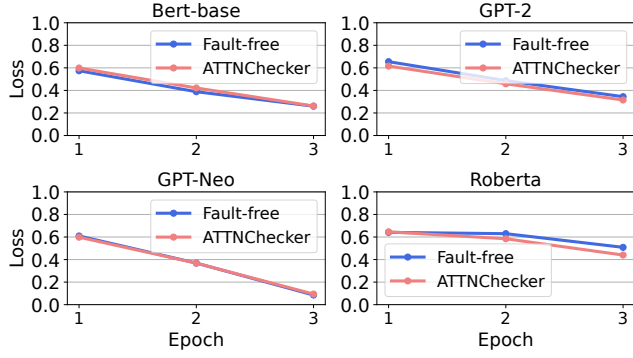 Bert-base
Loss
1.0
0.8
0.6
0.4
0.2
0.0
Fault-free
ATTNChecker
1 2 3
GPT-2
1.0
0.8
0.6
0.4
0.2
0.0
Fault-free
ATTNChecker
1 2 3
GPT-Neo
Loss
1.0
0.8
0.6
0.4
0.2
0.0
Fault-free
ATTNChecker
1 2 3
Epoch
Roberta
1.0
0.8
0.6
0.4
0.2
0.0
Fault-free
ATTNChecker
1 2 3
Epoch